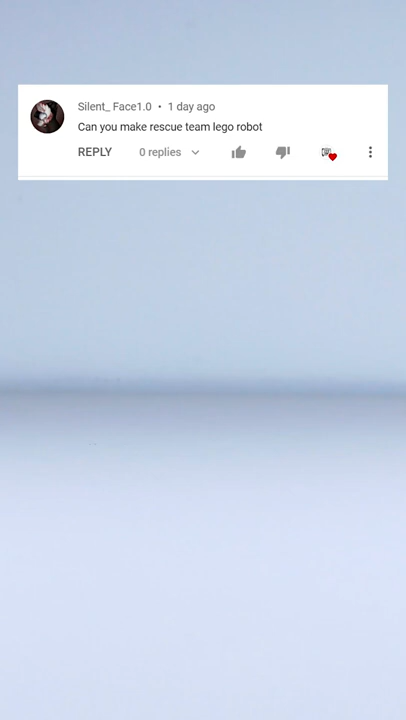 Silent_ Face1.0 • 1 day ago
Can you make rescue team lego robot
REPLY 0 replies